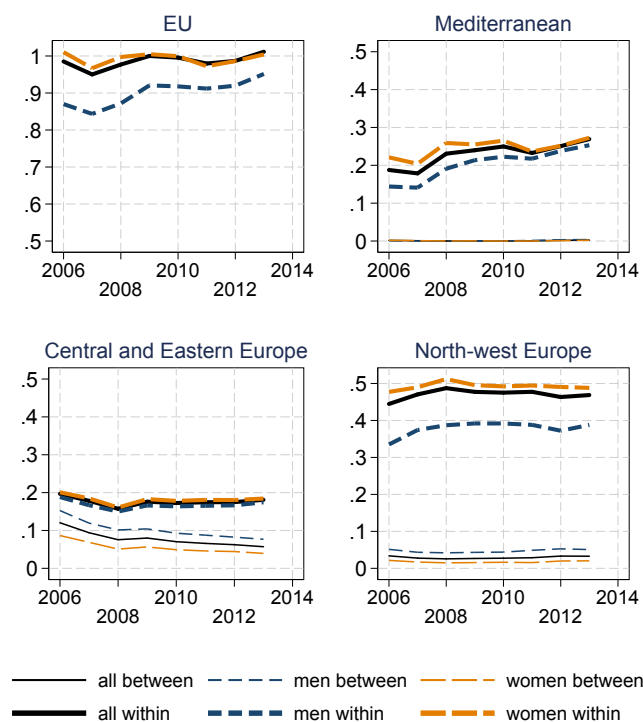 EU
1
.9
.8
.7
.6
.5
2006 2010 2014
2008 2012
Mediterranean
.5
.4
.3
.2
.1
0
2006 2010 2014
2008 2012
Central and Eastern Europe
.5
.4
.3
.2
.1
0
2006 2010 2014
2008 2012
North-west Europe
.5
.4
.3
.2
.1
0
2006 2010 2014
2008 2012
all between men between women between
all within men within women within